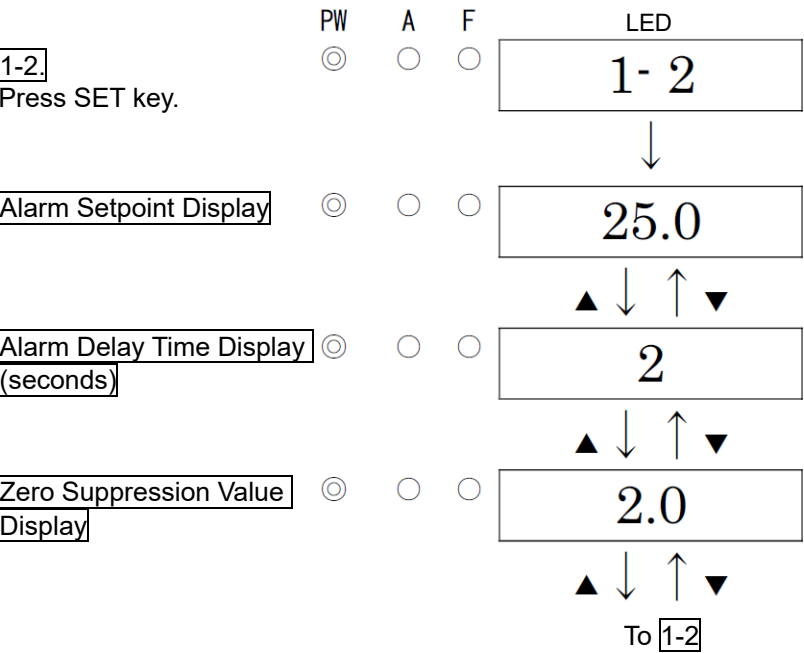 PW A F LED
1-2. ◎ ○ ○ 1- 2
Press SET key.
↓
Alarm Setpoint Display ◎ ○ ○ 25.0
▲ ↓ ↑ ▼
Alarm Delay Time Display ◎ ○ ○ 2
(seconds)
▲ ↓ ↑ ▼
Zero Suppression Value ◎ ○ ○ 2.0
Display
▲ ↓ ↑ ▼
To 1-2